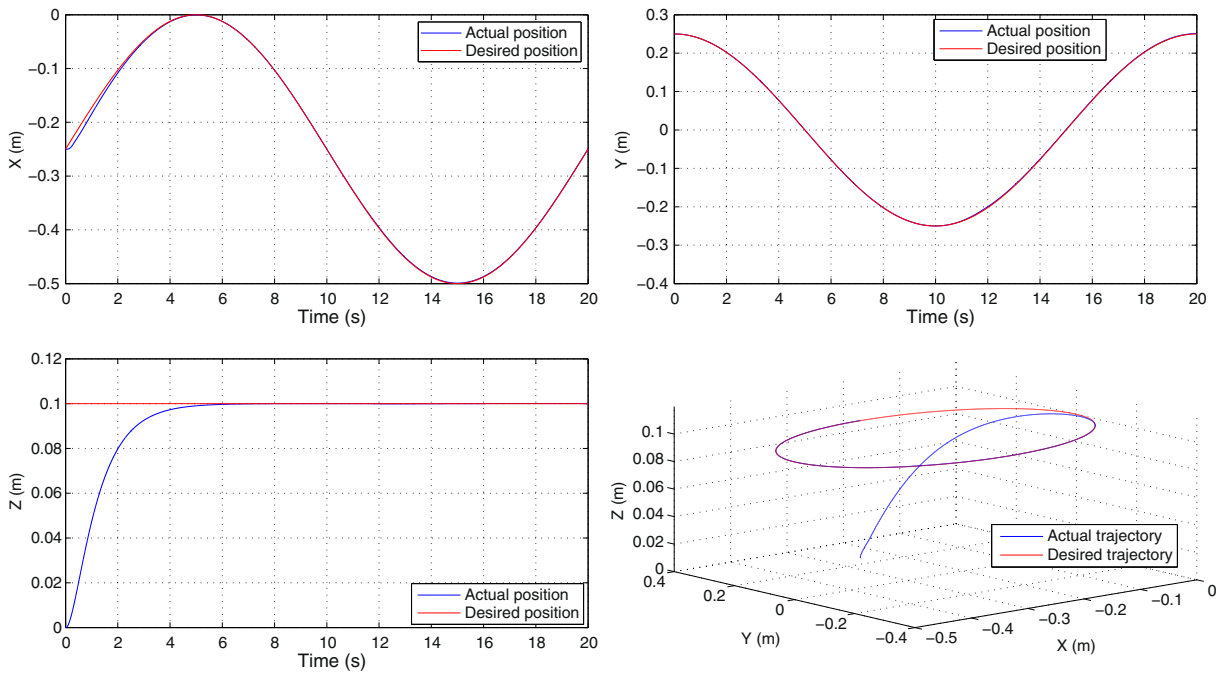 0
−0.1
−0.2
−0.3
−0.4
−0.5
X (m)
0 2 4 6 8 10 12 14 16 18 20
Time (s)
Actual position
Desired position
0.3
0.2
0.1
0
−0.1
−0.2
−0.3
−0.4
Y (m)
0 2 4 6 8 10 12 14 16 18 20
Time (s)
Actual position
Desired position
0.12
0.1
0.08
0.06
0.04
0.02
0
Z (m)
0 2 4 6 8 10 12 14 16 18 20
Time (s)
Actual position
Desired position
0.1
0.08
0.06
0.04
0.02
0
Z (m)
0.4
0.2
0
−0.2
−0.4
Y (m)
−0.5
−0.4
−0.3
−0.2
−0.1
0
X (m)
Actual trajectory
Desired trajectory